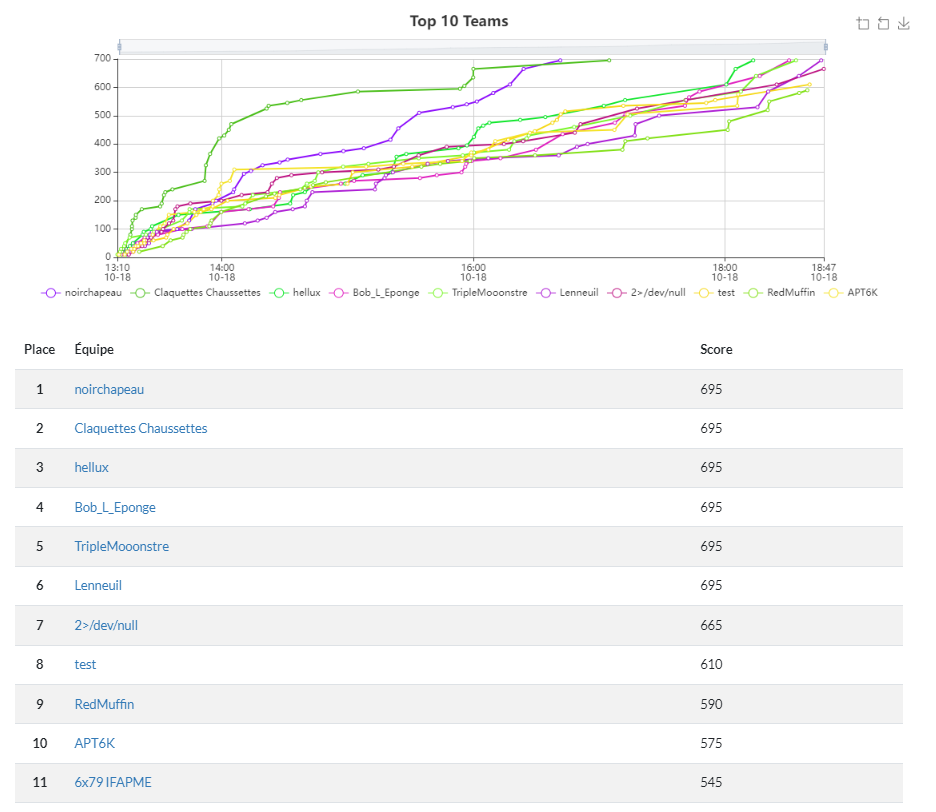 Top 10 Teams
700
600
500
400
300
200
100
0
13:10 14:00 16:00 18:00 18:47
10-18 10-18 10-18 10-18 10-18
noirchapeau Claquettes Chaussettes hellux Bob_L_Eponge TripleMooonstre Lenneuil 2>/dev/null test RedMuffin APT6K
Place Équipe Score
1 noirchapeau 695
2 Claquettes Chaussettes 695
3 hellux 695
4 Bob_L_Eponge 695
5 TripleMooonstre 695
6 Lenneuil 695
7 2>/dev/null 665
8 test 610
9 RedMuffin 590
10 APT6K 575
11 6x79 IFAPME 545